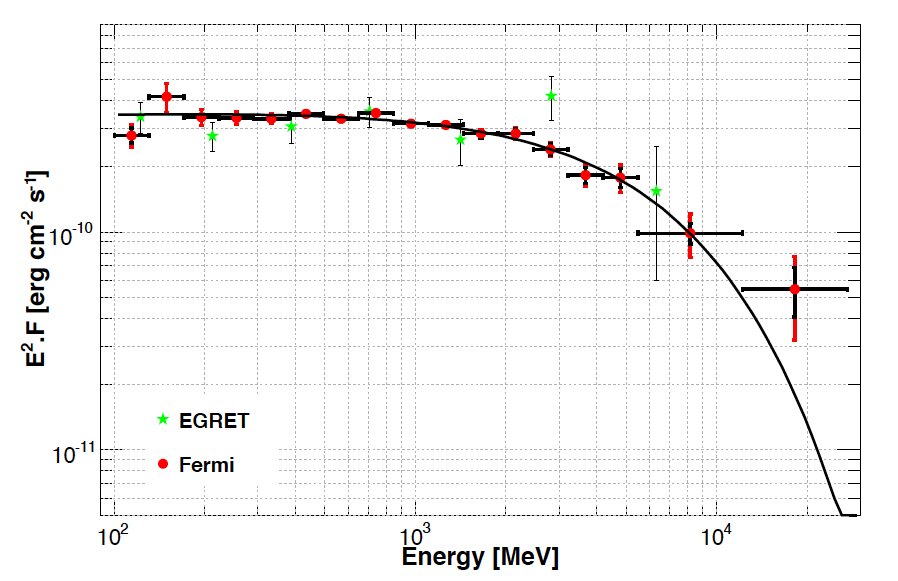 E².F [erg cm⁻² s⁻¹]
10⁻¹⁰
10⁻¹¹
EGRET
Fermi
10² 10³ 10⁴
Energy [MeV]